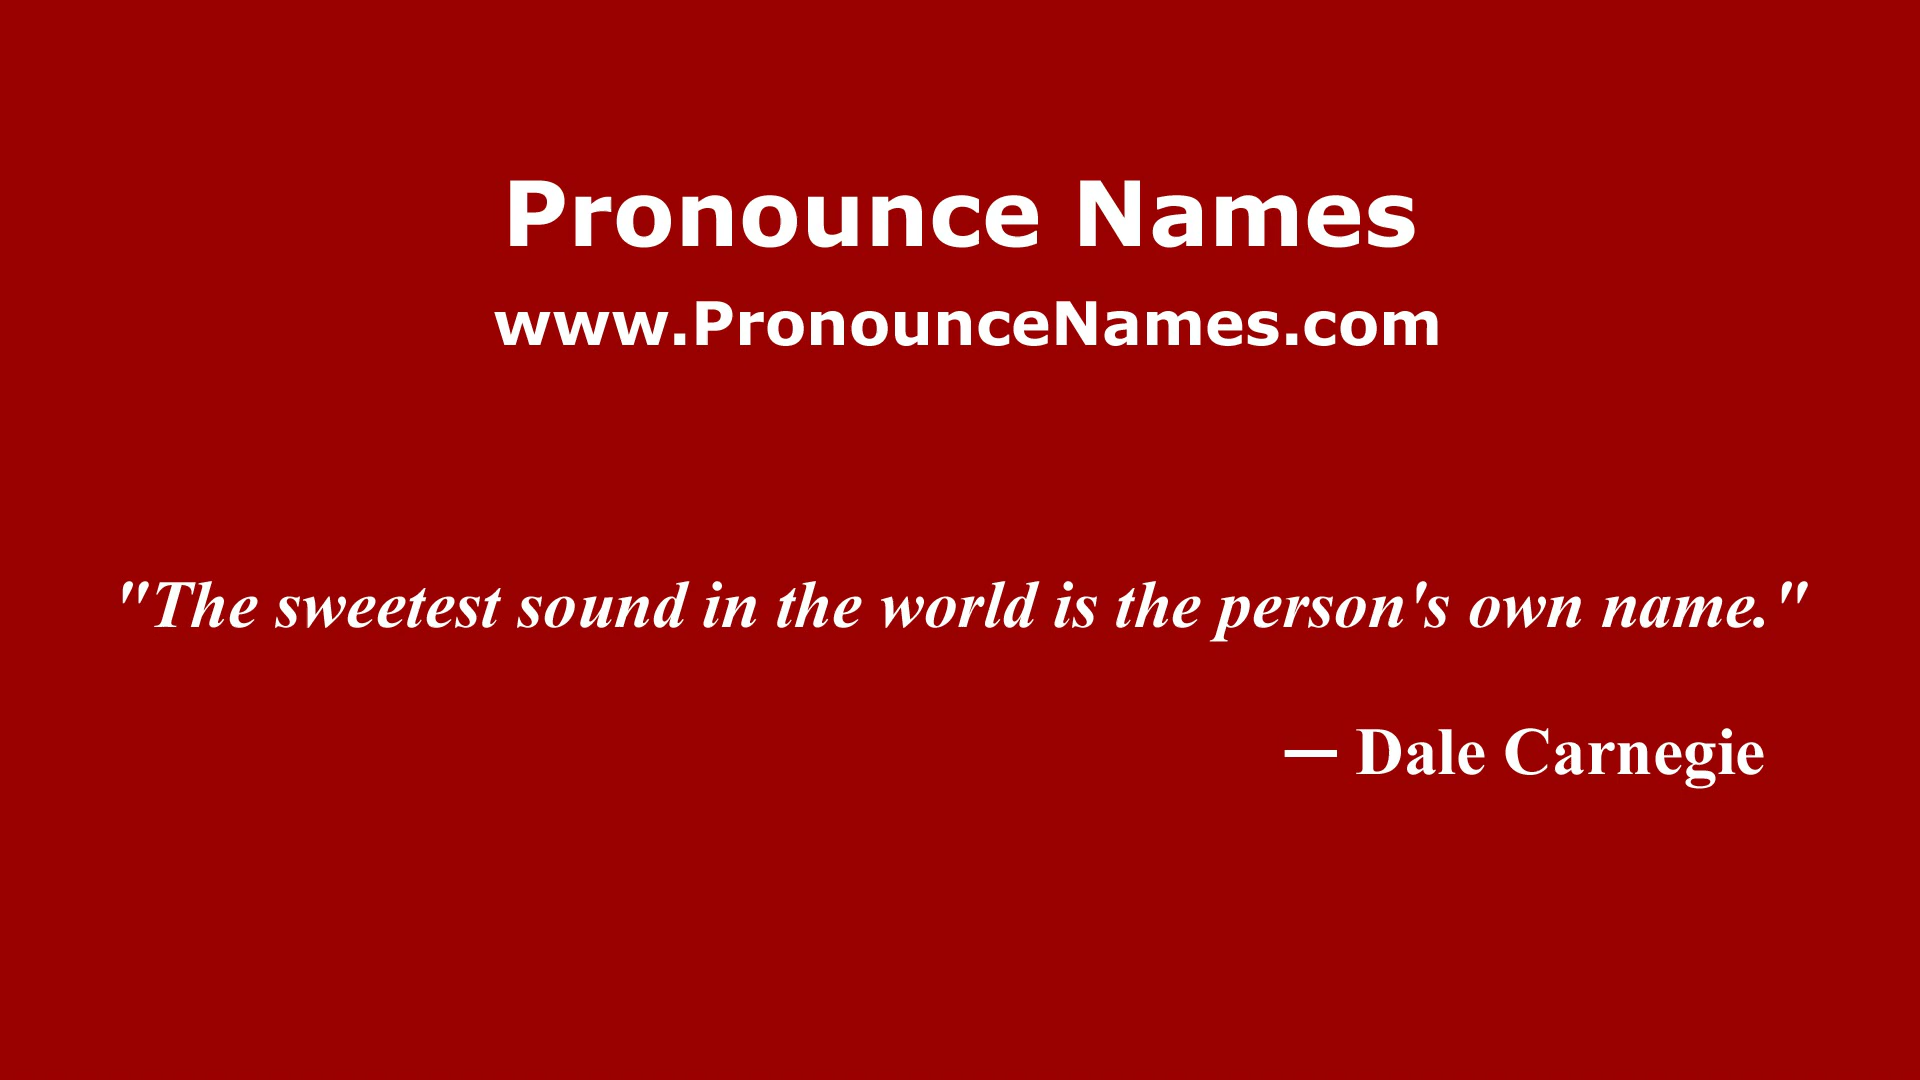 Pronounce Names
www.PronounceNames.com
"The sweetest sound in the world is the person's own name."
— Dale Carnegie